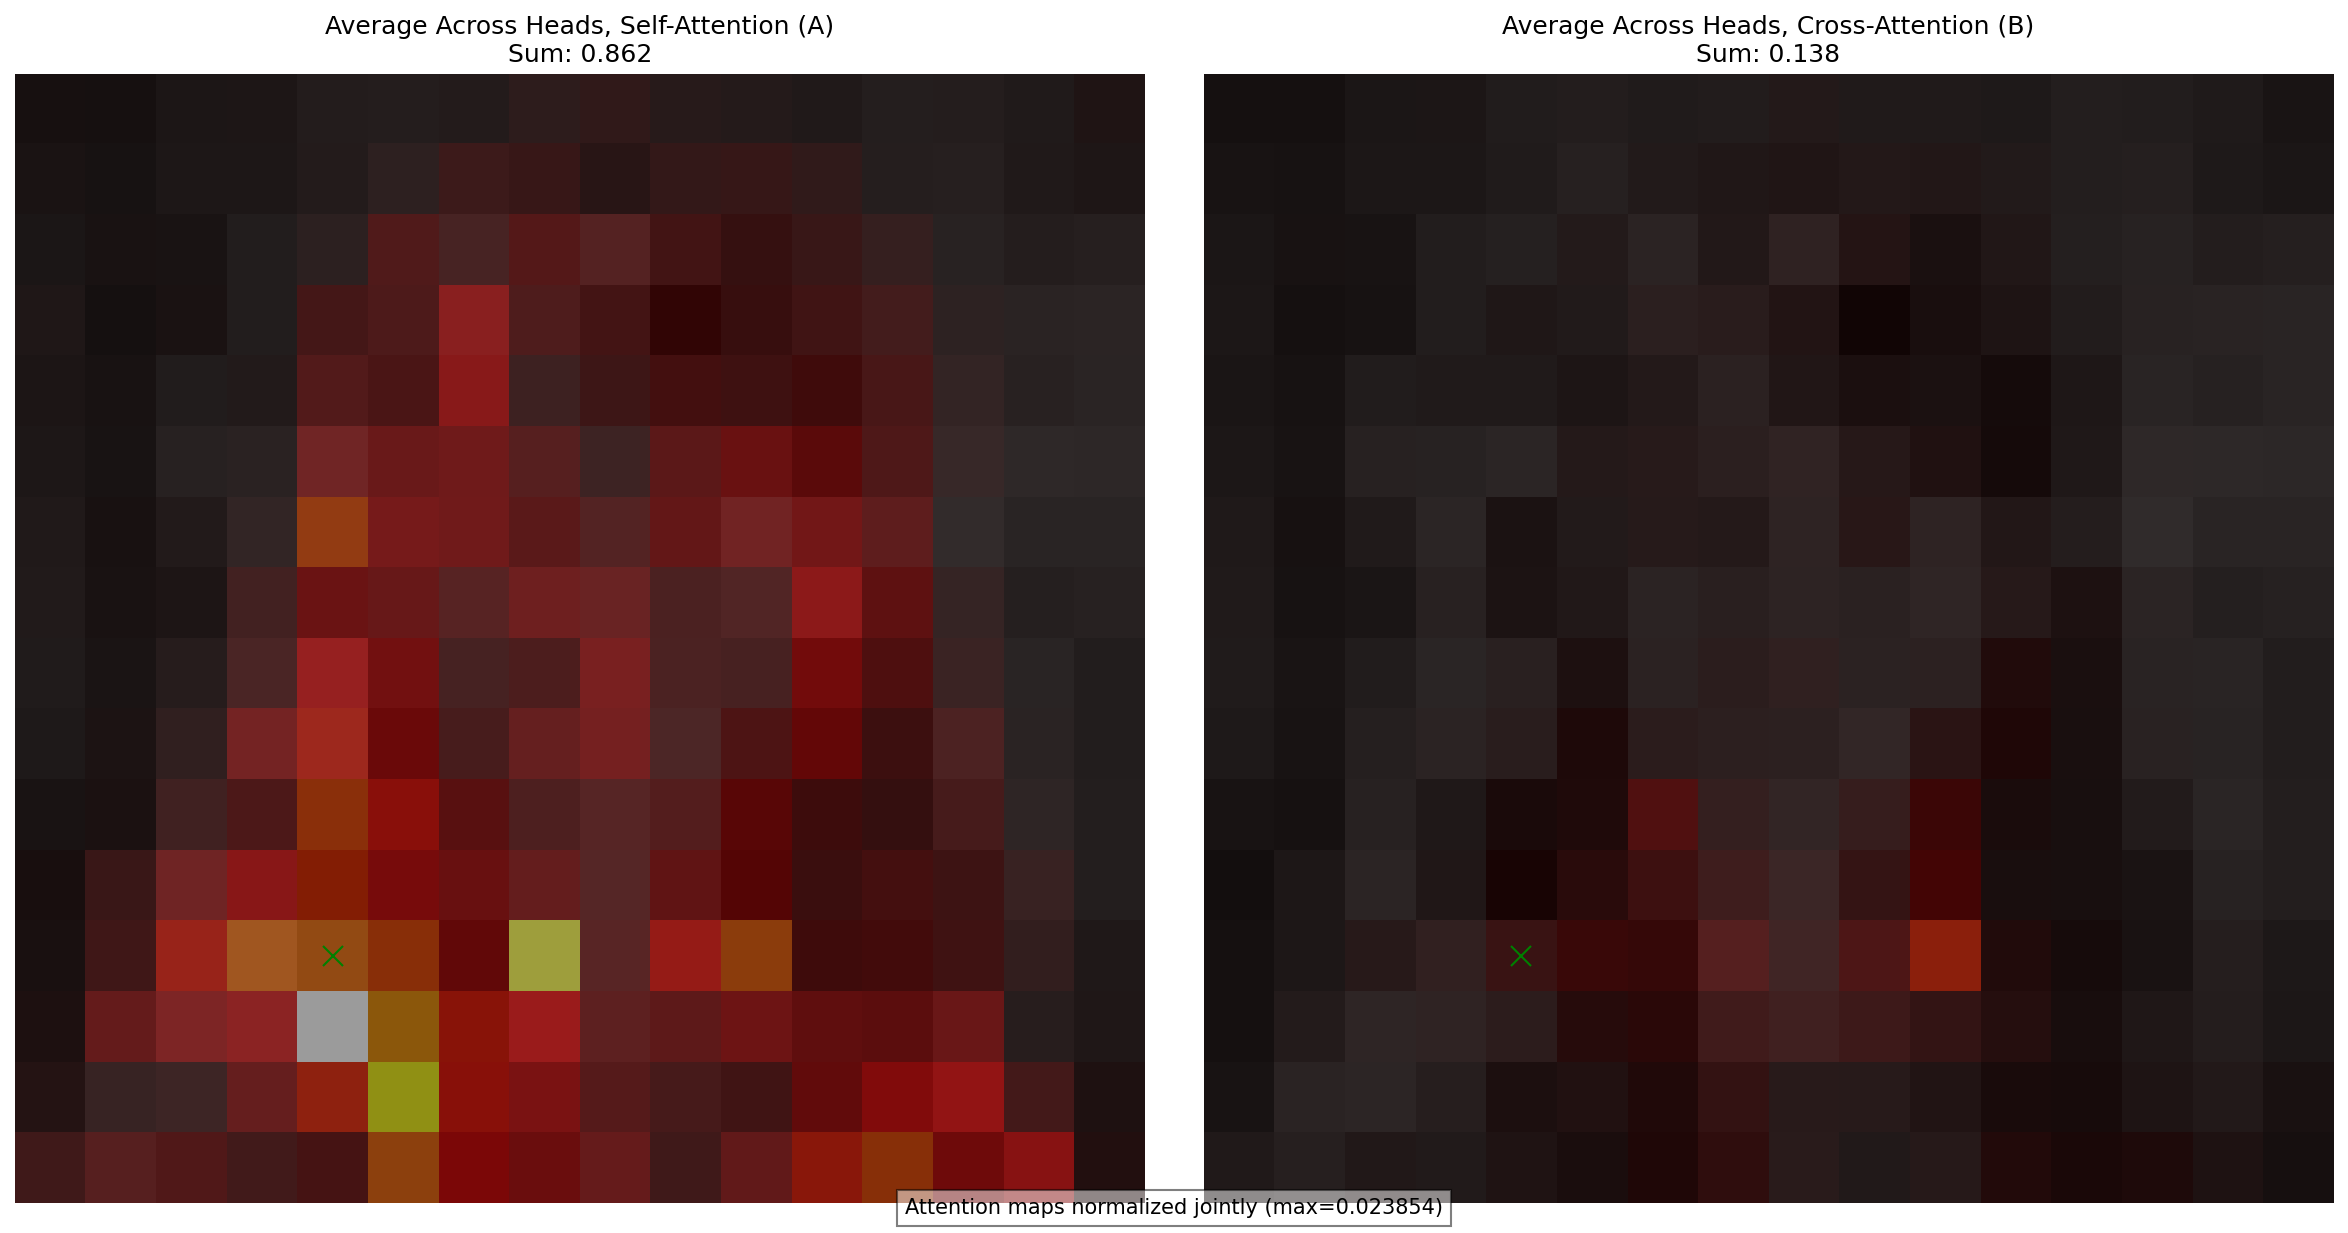 Average Across Heads, Self-Attention (A)
Sum: 0.862
Average Across Heads, Cross-Attention (B)
Sum: 0.138
Attention maps normalized jointly (max=0.023854)